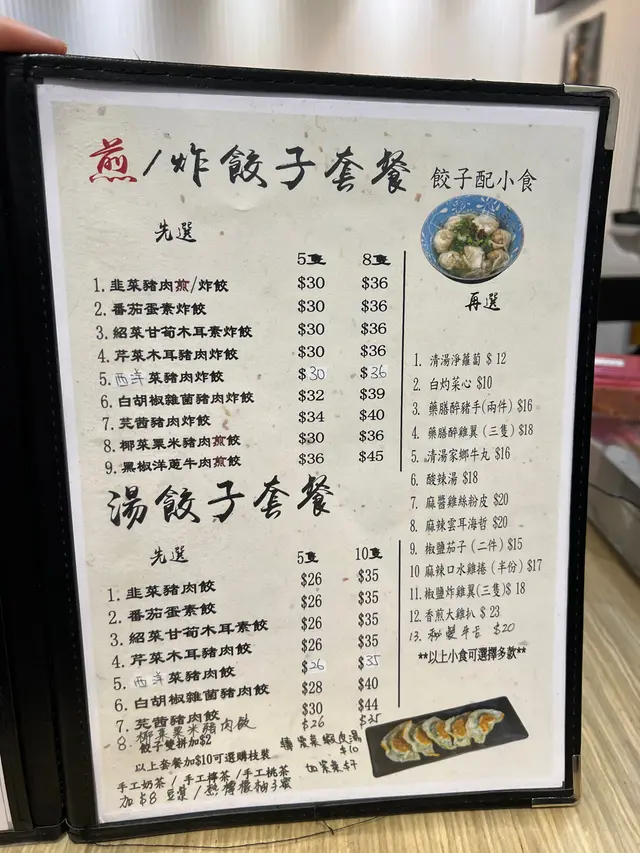 煎/炸餃子套餐
餃子配小食
先選
5隻 8隻
1. 韭菜豬肉煎/炸餃 $30 $36
2. 番茄蛋素炸餃 $30 $36
3. 紹菜甘荀木耳素炸餃 $30 $36
4. 芹菜木耳豬肉炸餃 $30 $36
5. 西洋菜豬肉炸餃 $30 $36
6. 白胡椒雜菌豬肉炸餃 $32 $39
7. 芫茜豬肉炸餃 $34 $40
8. 椰菜粟米豬肉煎餃 $30 $36
9. 黑椒洋蔥牛肉煎餃 $36 $45
湯餃子套餐
先選
5隻 10隻
1. 韭菜豬肉餃 $26 $35
2. 番茄蛋素餃 $26 $35
3. 紹菜甘荀木耳素餃 $26 $35
4. 芹菜木耳豬肉餃 $26 $35
5. 西洋菜豬肉餃 $26 $35
6. 白胡椒雜菌豬肉餃 $28 $40
7. 芫茜豬肉餃 $30 $44
8. 椰菜粟米豬肉餃 $26 $35
餃子雙拼加$2
以上套餐加$10可選購枝裝
手工奶茶 / 手工檸茶 / 手工桃茶
加$8 豆漿 / 熱檸檬柚子蜜
紫菜蝦肉湯
$10
加紫菜$7
再選
1. 清湯淨蘿蔔 $ 12
2. 白灼菜心 $10
3. 藥膳醉豬手(兩件) $16
4. 藥膳醉雞翼 (三隻) $18
5. 清湯家鄉牛丸 $16
6. 酸辣湯 $18
7. 麻醬雞絲粉皮 $20
8. 麻辣雲耳海哲 $20
9. 椒鹽茄子 (二件) $15
10 麻辣口水雞捲 (半份) $17
11. 椒鹽炸雞翼(三隻)$ 18
12. 香煎大雞扒 $ 23
13. 秘製牛舌 $20
**以上小食可選擇多款**